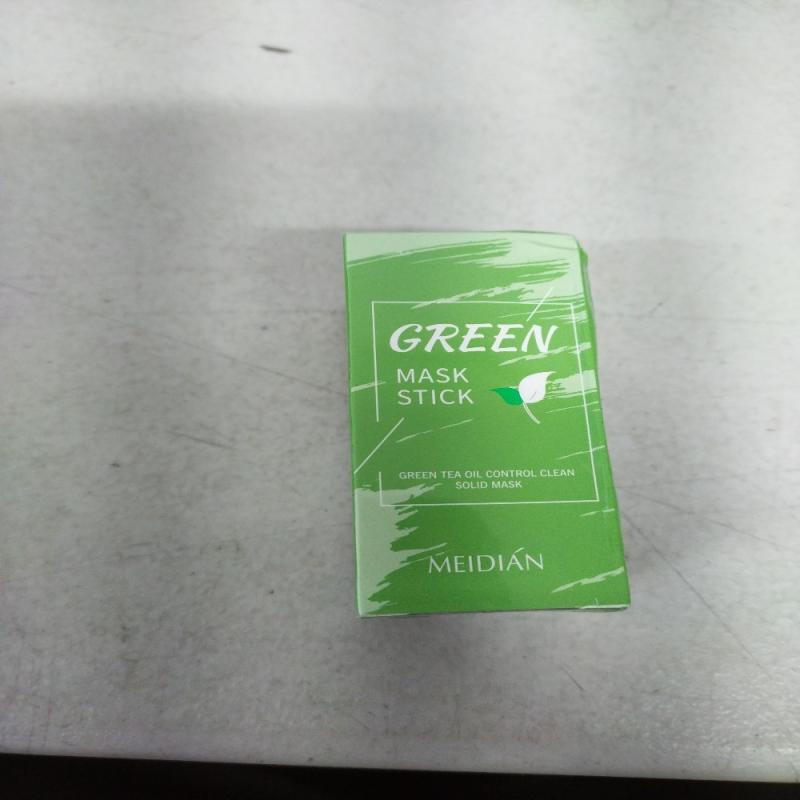 GREEN
MASK
STICK
GREEN TEA OIL CONTROL CLEAN
SOLID MASK
MEIDIÁN